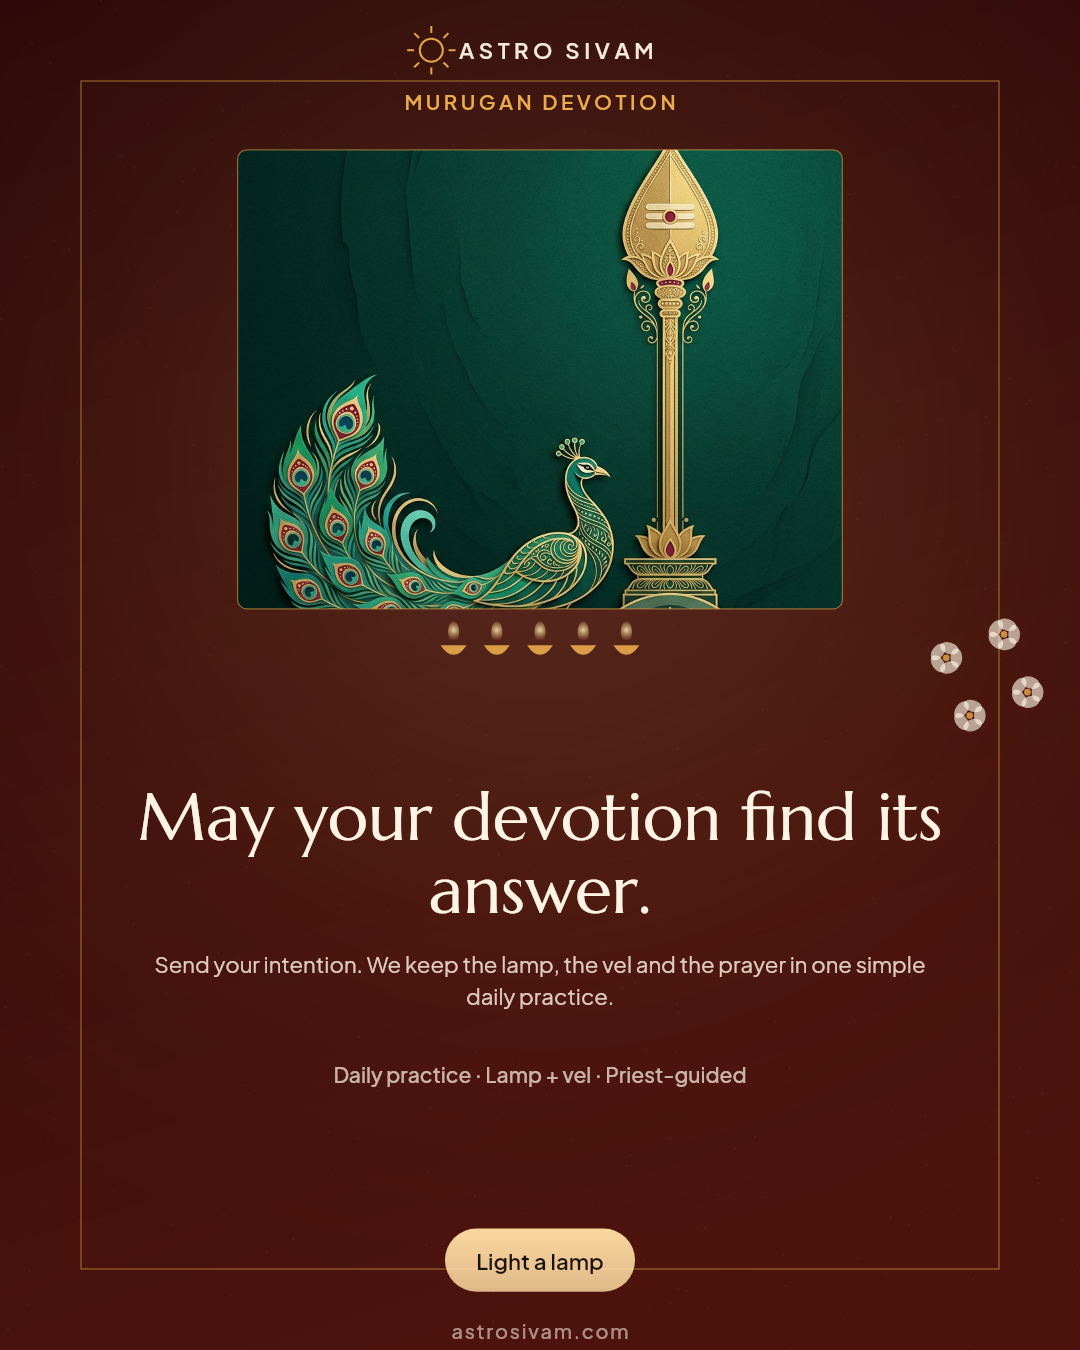 ASTRO SIVAM
MURUGAN DEVOTION
May your devotion find its
answer.
Send your intention. We keep the lamp, the vel and the prayer in one simple
daily practice.
Daily practice · Lamp + vel · Priest-guided
Light a lamp
astrosivam.com